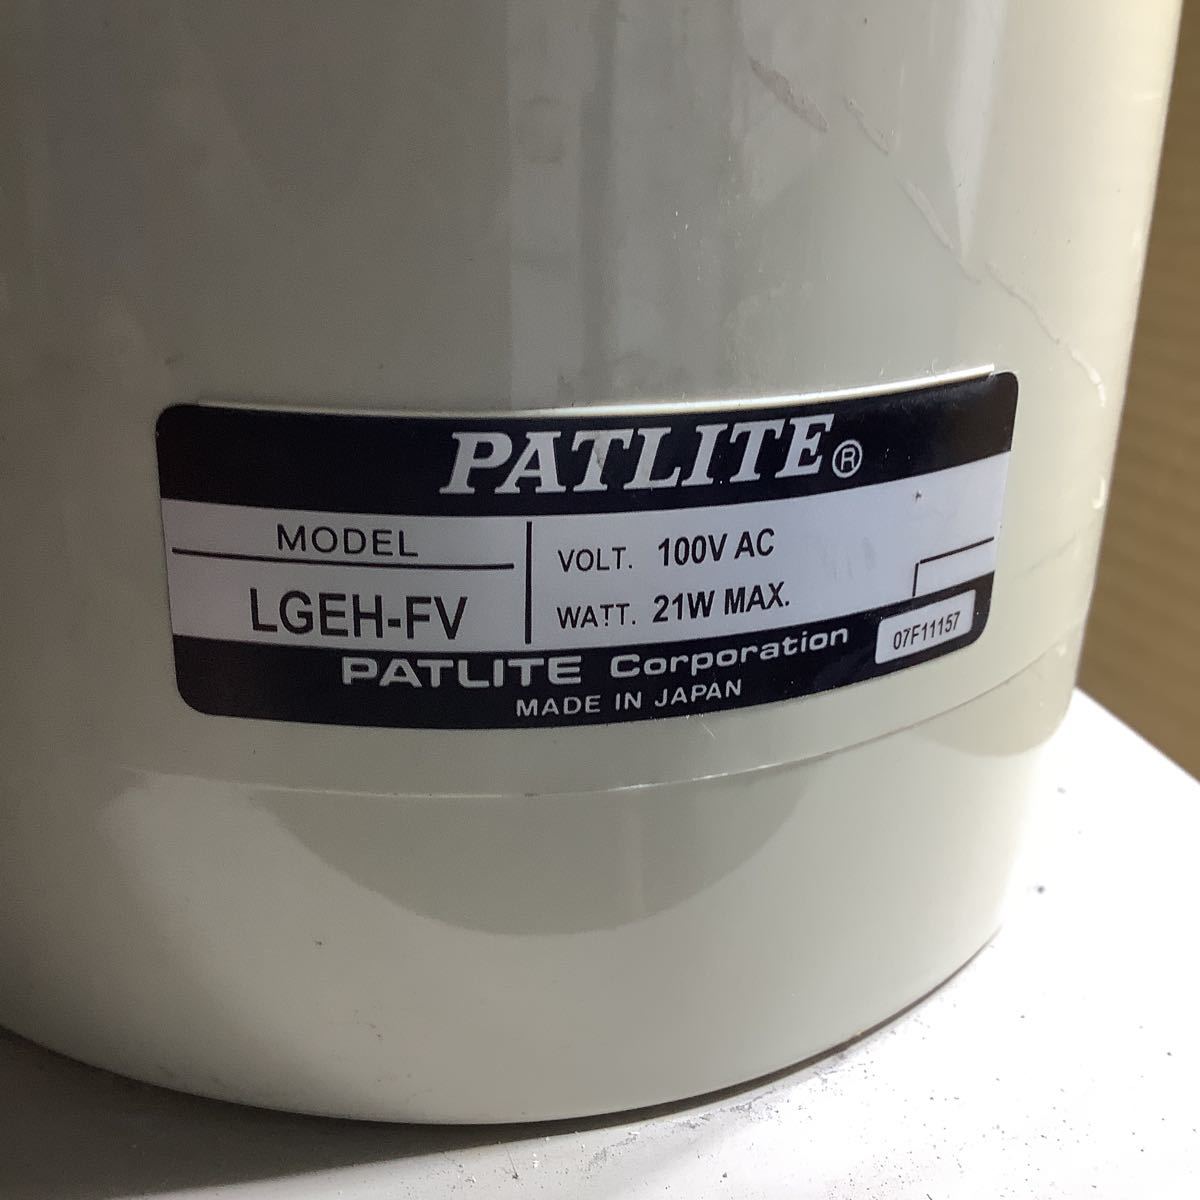 PATLITE®
MODEL
LGEH-FV
VOLT. 100V AC
WATT. 21W MAX.
PATLITE Corporation
07F11157
MADE IN JAPAN